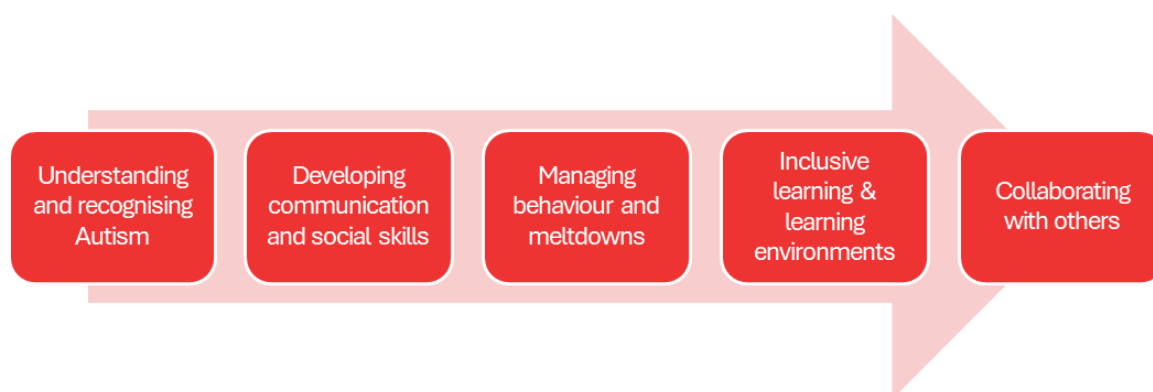 Understanding
and recognising
Autism
Developing
communication
and social skills
Managing
behaviour and
meltdowns
Inclusive
learning &
learning
environments
Collaborating
with others